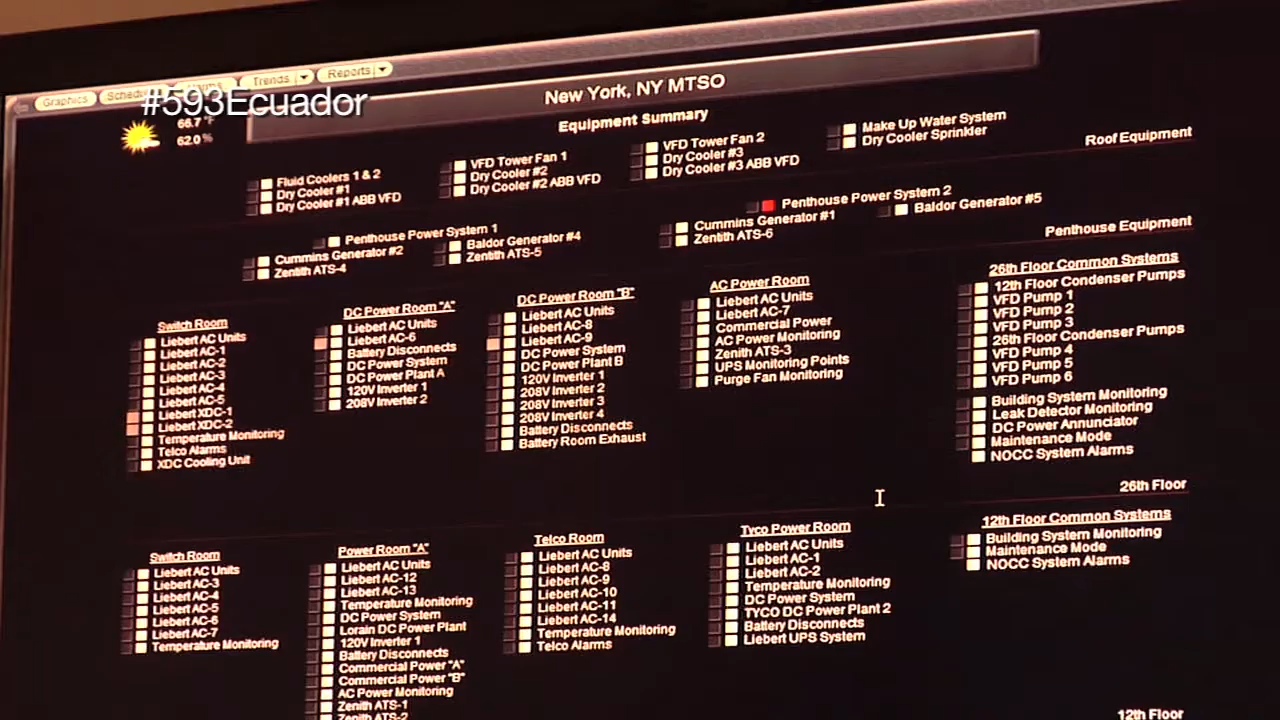 Graphics
Trends
Reports
#593Ecuador
New York, NY MTSO
66.7 °F
62.0 %
Equipment Summary
Fluid Coolers 1 & 2
Dry Cooler #1
Dry Cooler #1 ABB VFD
VFD Tower Fan 1
Dry Cooler #2
Dry Cooler #2 ABB VFD
VFD Tower Fan 2
Dry Cooler #3
Dry Cooler #3 ABB VFD
Make Up Water System
Dry Cooler Sprinkler
Roof Equipment
Penthouse Power System 1
Cummins Generator #2
Zentith ATS-4
Baldor Generator #4
Zentith ATS-5
Penthouse Power System 2
Cummins Generator #1
Zentith ATS-6
Baldor Generator #5
Penthouse Equipment
Switch Room
Liebert AC Units
Liebert AC-1
Liebert AC-2
Liebert AC-3
Liebert AC-4
Liebert AC-5
Liebert XDC-1
Liebert XDC-2
Temperature Monitoring
Telco Alarms
XDC Cooling Unit
DC Power Room "A"
Liebert AC Units
Liebert AC-6
Battery Disconnects
DC Power System
DC Power Plant A
120V Inverter 1
208V Inverter 2
DC Power Room "B"
Liebert AC Units
Liebert AC-8
Liebert AC-9
DC Power System
DC Power Plant B
120V Inverter 1
208V Inverter 2
208V Inverter 3
208V Inverter 4
Battery Disconnects
Battery Room Exhaust
AC Power Room
Liebert AC Units
Liebert AC-7
Commercial Power
AC Power Monitoring
Zenith ATS-3
UPS Monitoring Points
Purge Fan Monitoring
26th Floor Common Systems
12th Floor Condenser Pumps
VFD Pump 1
VFD Pump 2
VFD Pump 3
26th Floor Condenser Pumps
VFD Pump 4
VFD Pump 5
VFD Pump 6
Building System Monitoring
Leak Detector Monitoring
DC Power Annunciator
Maintenance Mode
NOCC System Alarms
26th Floor
Switch Room
Liebert AC Units
Liebert AC-3
Liebert AC-4
Liebert AC-5
Liebert AC-6
Liebert AC-7
Temperature Monitoring
Power Room "A"
Liebert AC Units
Liebert AC-12
Liebert AC-13
Temperature Monitoring
DC Power System
Lorain DC Power Plant
120V Inverter 1
Battery Disconnects
Commercial Power "A"
Commercial Power "B"
AC Power Monitoring
Zenith ATS-1
Zenith ATS-2
Telco Room
Liebert AC Units
Liebert AC-8
Liebert AC-9
Liebert AC-10
Liebert AC-11
Liebert AC-14
Temperature Monitoring
Telco Alarms
Tyco Power Room
Liebert AC Units
Liebert AC-1
Liebert AC-2
Temperature Monitoring
DC Power System
TYCO DC Power Plant 2
Battery Disconnects
Liebert UPS System
12th Floor Common Systems
Building System Monitoring
Maintenance Mode
NOCC System Alarms
12th Floor